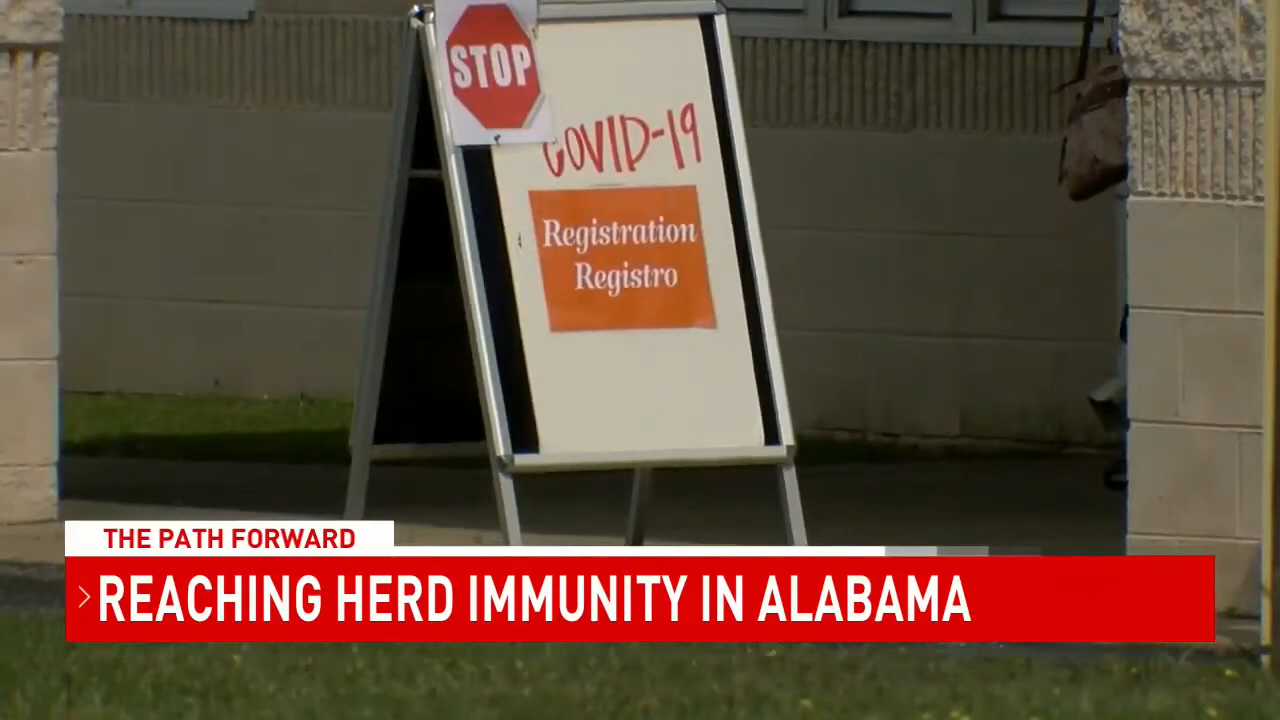 STOP
COVID-19
Registration
Registro
THE PATH FORWARD
REACHING HERD IMMUNITY IN ALABAMA